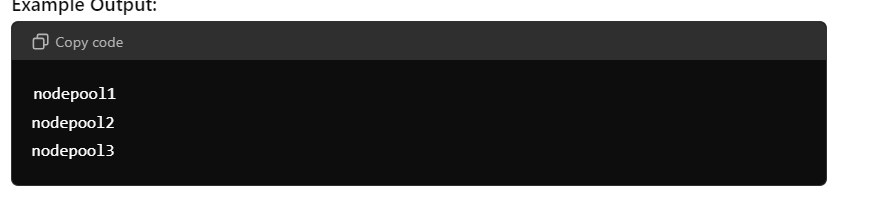 Example Output:
Copy code
nodepool1
nodepool2
nodepool3